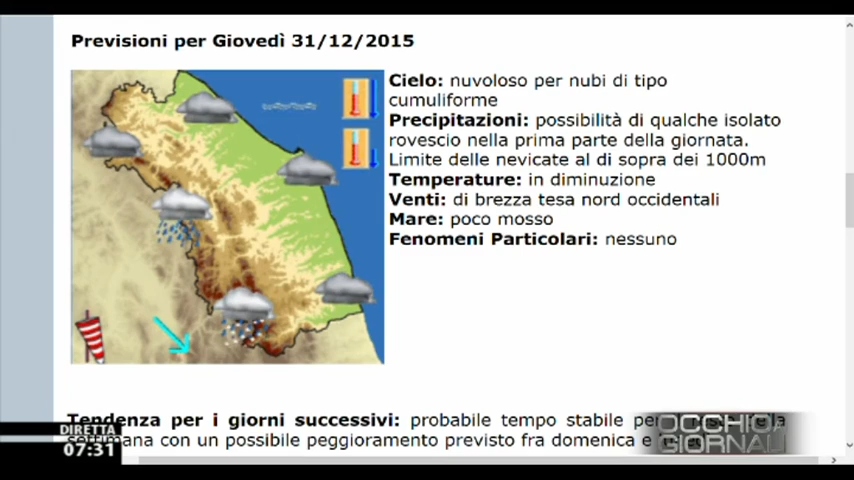 Previsioni per Giovedì 31/12/2015
Cielo: nuvoloso per nubi di tipo
cumuliforme
Precipitazioni: possibilità di qualche isolato
rovescio nella prima parte della giornata.
Limite delle nevicate al di sopra dei 1000m
Temperature: in diminuzione
Venti: di brezza tesa nord occidentali
Mare: poco mosso
Fenomeni Particolari: nessuno
Tendenza per i giorni successivi: probabile tempo stabile per
settimana con un possibile peggioramento previsto fra domenica e
DIRETTA
07:31
OCCHIO
GIORNALI